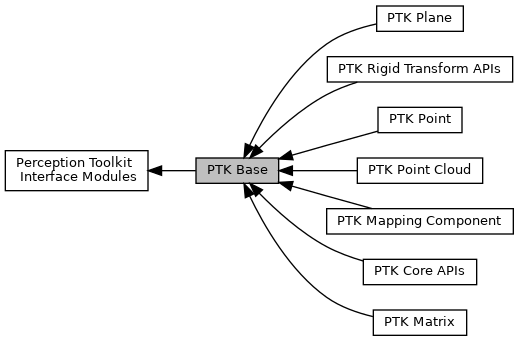 PTK Plane
PTK Rigid Transform APIs
PTK Point
Perception Toolkit
Interface Modules
PTK Base
PTK Point Cloud
PTK Mapping Component
PTK Core APIs
PTK Matrix